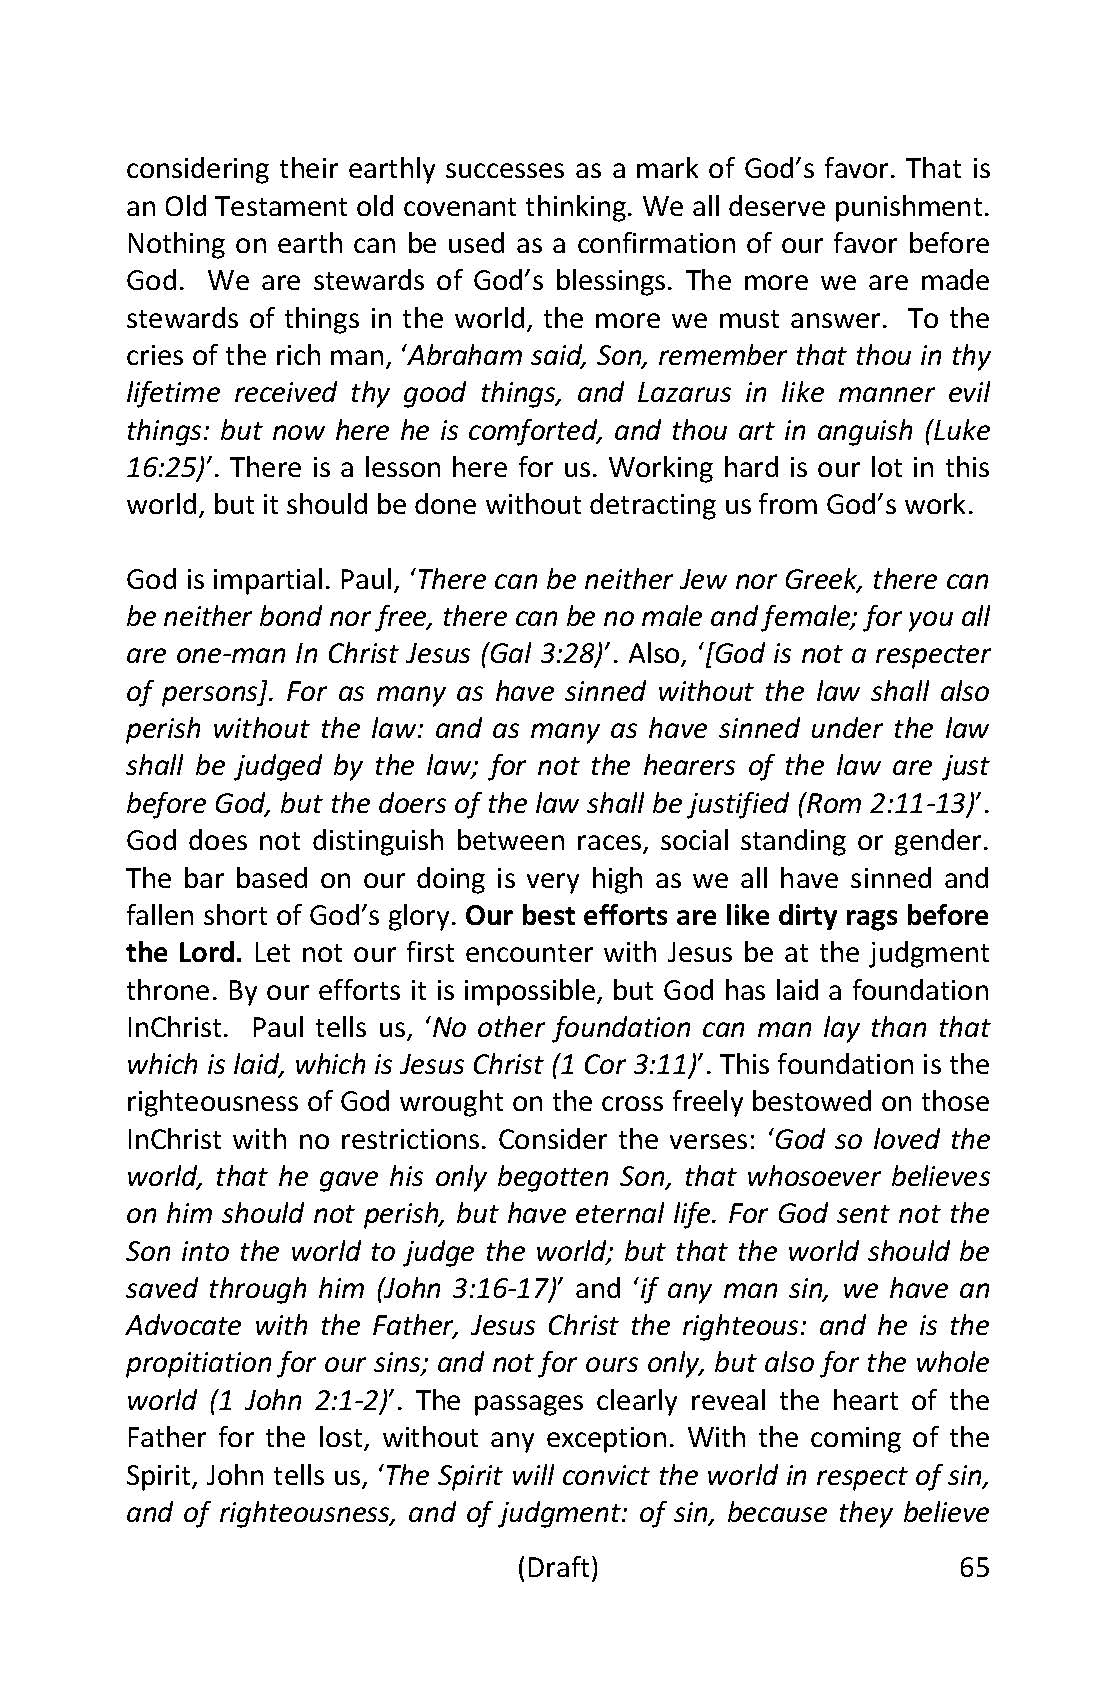 considering their earthly successes as a mark of God’s favor. That is
an Old Testament old covenant thinking. We all deserve punishment.
Nothing on earth can be used as a confirmation of our favor before
God.  We are stewards of God’s blessings. The more we are made
stewards of things in the world, the more we must answer.  To the
cries of the rich man, ‘Abraham said, Son, remember that thou in thy
lifetime received thy good things, and Lazarus in like manner evil
things: but now here he is comforted, and thou art in anguish (Luke
16:25)’. There is a lesson here for us. Working hard is our lot in this
world, but it should be done without detracting us from God’s work.

God is impartial. Paul, ‘There can be neither Jew nor Greek, there can
be neither bond nor free, there can be no male and female; for you all
are one-man In Christ Jesus (Gal 3:28)’. Also, ‘[God is not a respecter
of persons]. For as many as have sinned without the law shall also
perish without the law: and as many as have sinned under the law
shall be judged by the law; for not the hearers of the law are just
before God, but the doers of the law shall be justified (Rom 2:11-13)’.
God does not distinguish between races, social standing or gender.
The bar based on our doing is very high as we all have sinned and
fallen short of God’s glory. Our best efforts are like dirty rags before
the Lord. Let not our first encounter with Jesus be at the judgment
throne. By our efforts it is impossible, but God has laid a foundation
InChrist.  Paul tells us, ‘No other foundation can man lay than that
which is laid, which is Jesus Christ (1 Cor 3:11)’. This foundation is the
righteousness of God wrought on the cross freely bestowed on those
InChrist with no restrictions. Consider the verses: ‘God so loved the
world, that he gave his only begotten Son, that whosoever believes
on him should not perish, but have eternal life. For God sent not the
Son into the world to judge the world; but that the world should be
saved through him (John 3:16-17)’ and ‘if any man sin, we have an
Advocate with the Father, Jesus Christ the righteous: and he is the
propitiation for our sins; and not for ours only, but also for the whole
world (1 John 2:1-2)’. The passages clearly reveal the heart of the
Father for the lost, without any exception. With the coming of the
Spirit, John tells us, ‘The Spirit will convict the world in respect of sin,
and of righteousness, and of judgment: of sin, because they believe
(Draft) 65